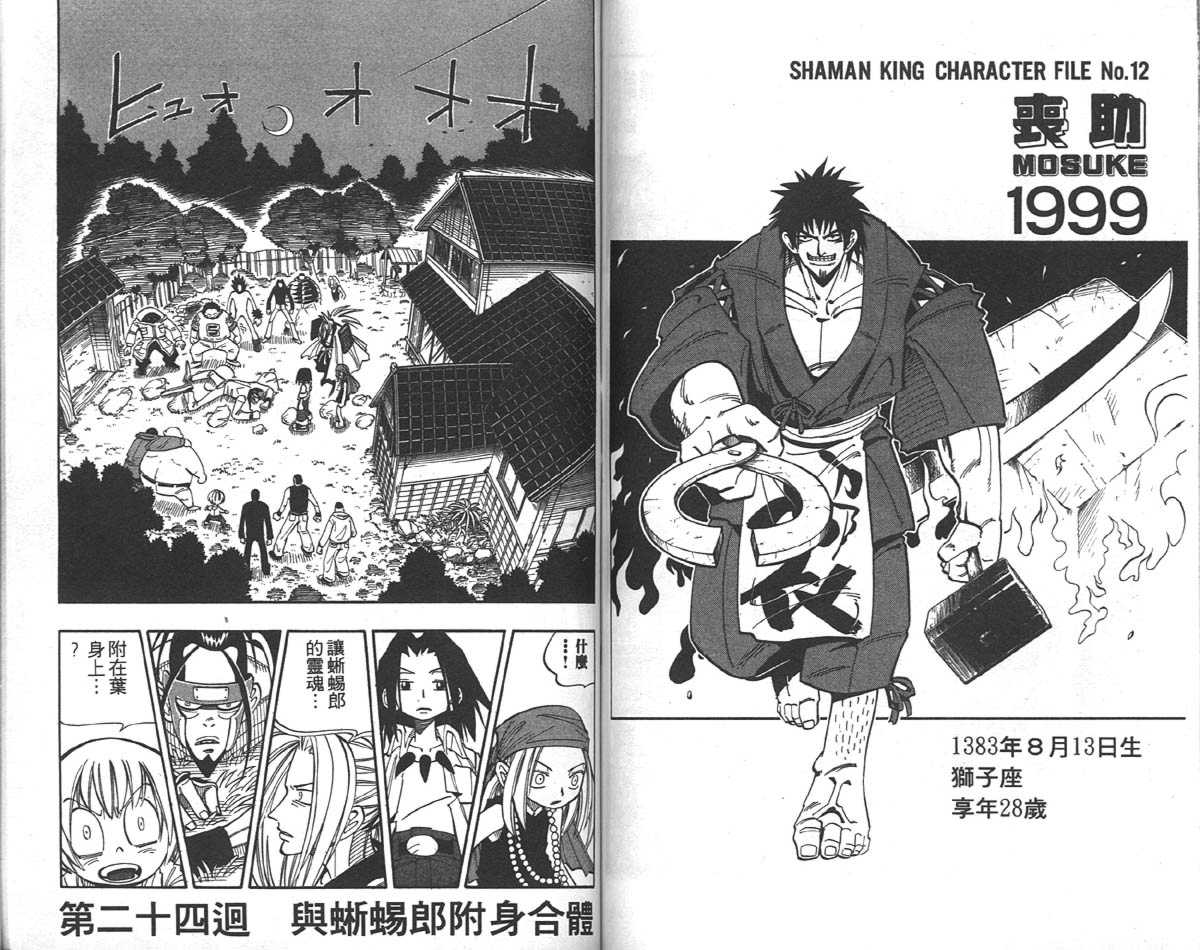 SHAMAN KING CHARACTER FILE No.12
喪助
MOSUKE
1999
1383年8月13日生
獅子座
享年28歲
ヒュオオオオ
什麼
…!
讓蜥蜴郎
的靈魂…
附在葉
身上…
?
第二十四迴 與蜥蜴郎附身合體